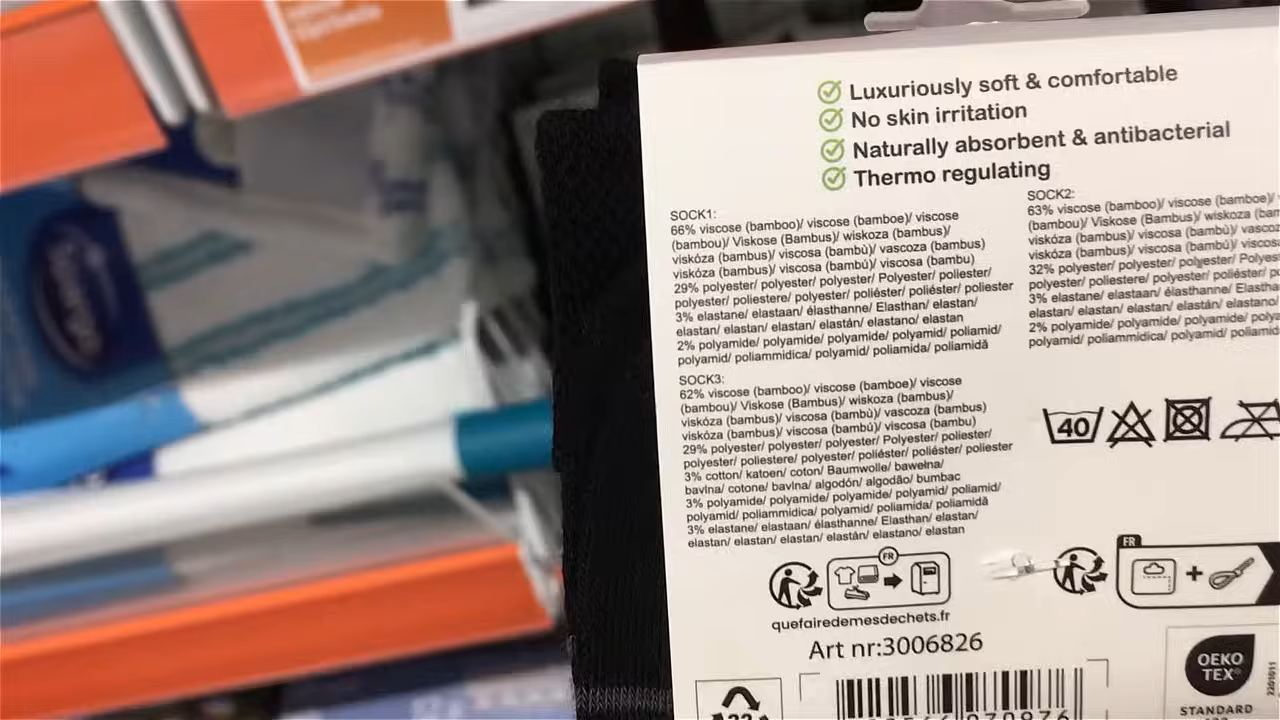 Luxuriously soft & comfortable
No skin irritation
Naturally absorbent & antibacterial
Thermo regulating
SOCK1:
66% viscose (bamboo)/ viscose (bamboe)/ viscose
(bambou)/ Viskose (Bambus)/ wiskoza (bambus)/
viskóza (bambus)/ viscosa (bambù)/ vascoza (bambus)
viskóza (bambus)/ viscosa (bambú)/ viscosa (bambu)
29% polyester/ polyester/ polyester/ Polyester/ poliester/
polyester/ poliestere/ polyester/ poliéster/ poliéster/ poliester
3% elastane/ elastaan/ élasthanne/ Elasthan/ elastan/
elastan/ elastan/ elastan/ elastán/ elastano/ elastan
2% polyamide/ polyamide/ polyamide/ polyamid/ poliamid/
polyamid/ poliammidica/ polyamid/ poliamida/ poliamidă
SOCK2:
63% viscose (bamboo)/ viscose (bamboe)/
(bambou)/ Viskose (Bambus)/ wiskoza
viskóza (bambus)/ viscosa (bambù)/
viskóza (bambus)/ viscosa (bambú)/
32% polyester/ polyester/ polyester/
polyester/ poliestere/ polyester/ poliéster/
3% elastane/ elastaan/ élasthanne/
elastan/ elastan/ elastan/ elastán/ elastano/
2% polyamide/ polyamide/ polyamide/
polyamid/ poliammidica/ polyamid/
SOCK3:
62% viscose (bamboo)/ viscose (bamboe)/ viscose
(bambou)/ Viskose (Bambus)/ wiskoza (bambus)/
viskóza (bambus)/ viscosa (bambù)/ vascoza (bambus)
viskóza (bambus)/ viscosa (bambú)/ viscosa (bambu)
29% polyester/ polyester/ polyester/ Polyester/ poliester/
polyester/ poliestere/ polyester/ poliéster/ poliéster/ poliester
3% cotton/ katoen/ coton/ Baumwolle/ bawełna/
bavlna/ cotone/ bavlna/ algodón/ algodão/ bumbac
3% polyamide/ polyamide/ polyamide/ polyamid/ poliamid/
polyamid/ poliammidica/ polyamid/ poliamida/ poliamidă
3% elastane/ elastaan/ élasthanne/ Elasthan/ elastan/
elastan/ elastan/ elastan/ elastán/ elastano/ elastan
40
FR
FR
quefairedemesdechets.fr
Art nr:3006826
OEKO
TEX®
STANDARD